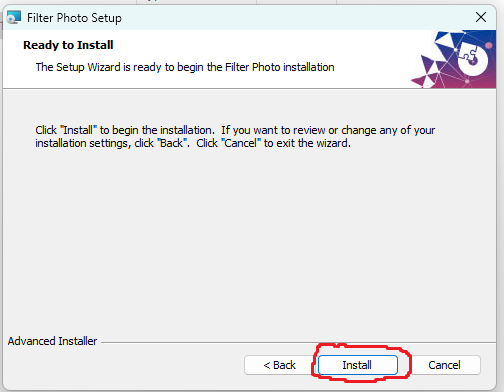 Filter Photo Setup
Ready to Install
The Setup Wizard is ready to begin the Filter Photo installation
Click "Install" to begin the installation.  If you want to review or change any of your
installation settings, click "Back".  Click "Cancel" to exit the wizard.
Advanced Installer
< Back
Install
Cancel